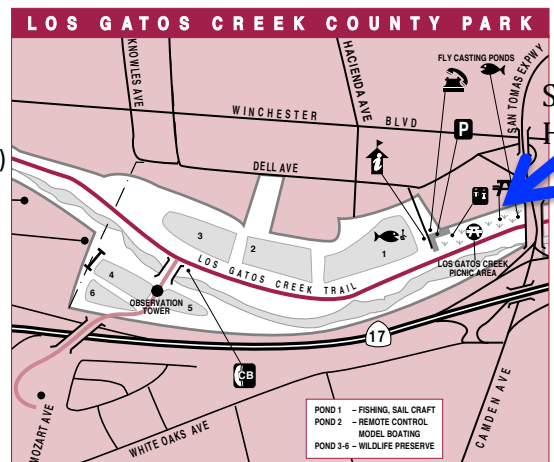 LOS GATOS CREEK COUNTY PARK
KNOWLES AVE
HACIENDA AVE
FLY CASTING PONDS
SAN TOMAS EXPWY
S
H
WINCHESTER BLVD
P
)
DELL AVE
i
3
2
1
LOS GATOS CREEK TRAIL
LOS GATOS CREEK
PICNIC AREA
4
6
5
OBSERVATION
TOWER
17
CB
MOZART AVE
WHITE OAKS AVE
CAMDEN AVE
POND 1 – FISHING, SAIL CRAFT
POND 2 – REMOTE CONTROL
MODEL BOATING
POND 3-6 – WILDLIFE PRESERVE